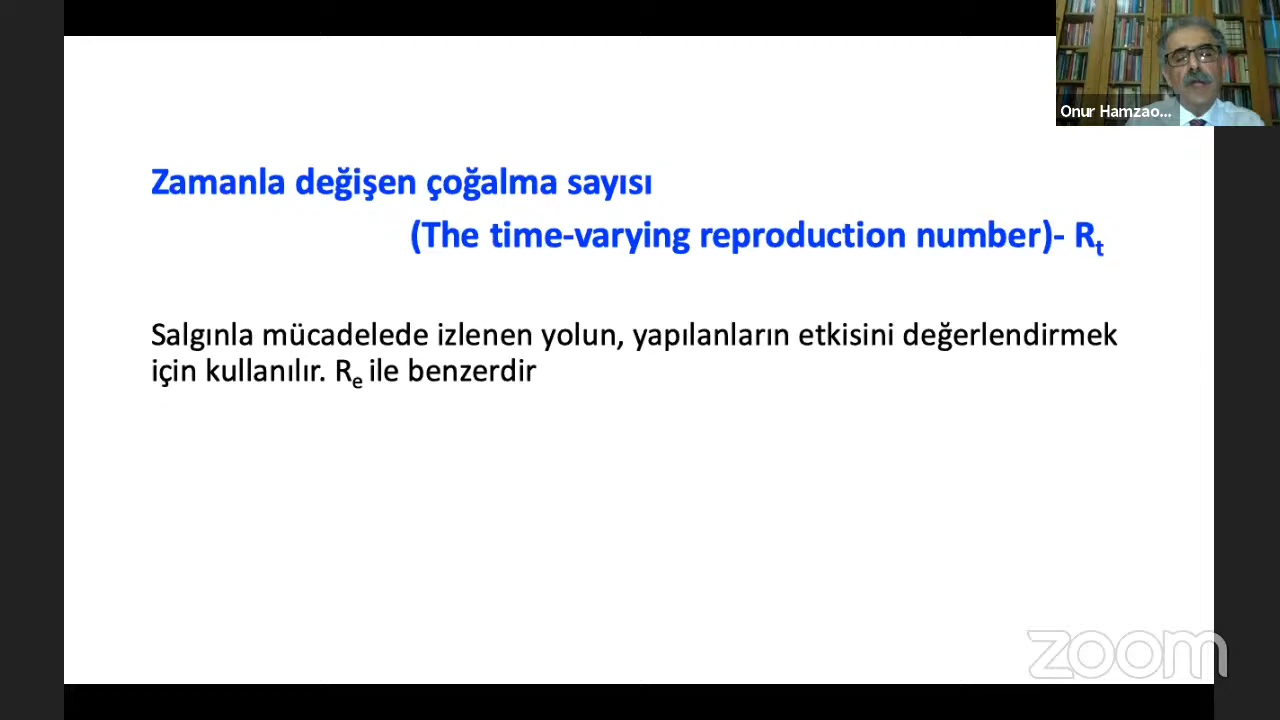 Onur Hamzao...
Zamanla değişen çoğalma sayısı
(The time-varying reproduction number)- Rt
Salgınla mücadelede izlenen yolun, yapılanların etkisini değerlendirmek
için kullanılır. Re ile benzerdir
zoom